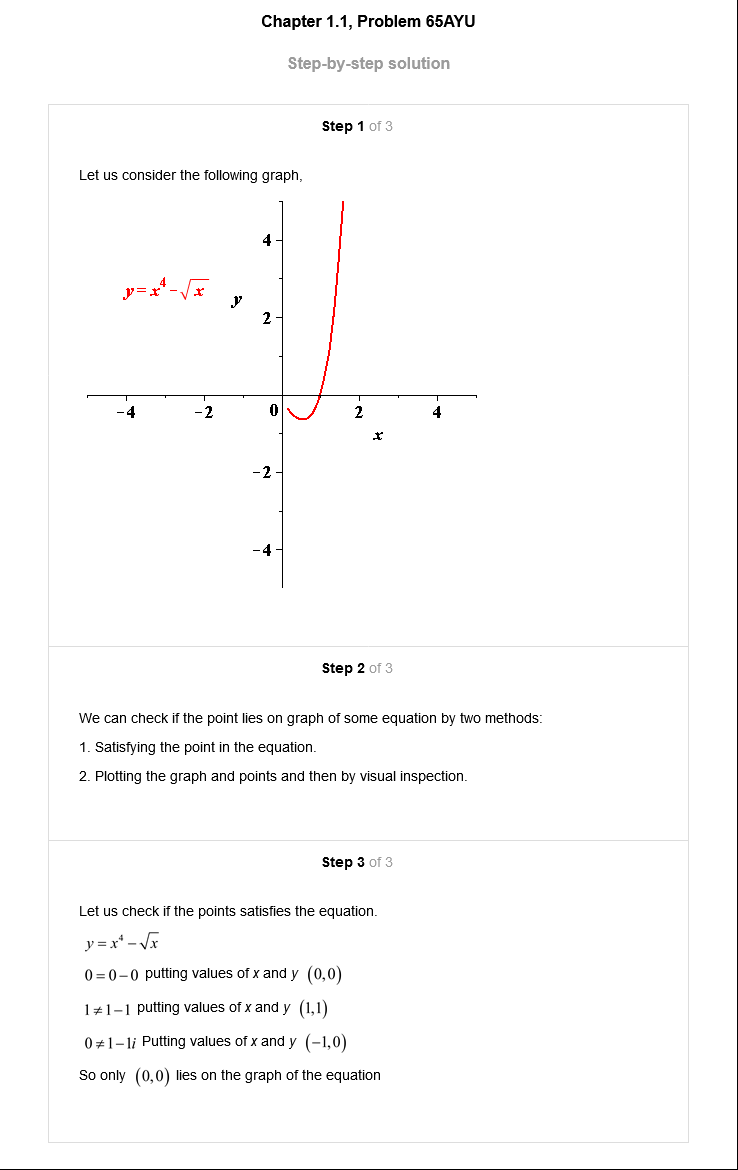 Chapter 1.1, Problem 65AYU
Step-by-step solution
Step 1 of 3
Let us consider the following graph,
4
y = x^4 - √x
y
2
-4 -2 0 2 4
x
-2
-4
Step 2 of 3
We can check if the point lies on graph of some equation by two methods:
1. Satisfying the point in the equation.
2. Plotting the graph and points and then by visual inspection.
Step 3 of 3
Let us check if the points satisfies the equation.
y = x^4 - √x
0 = 0 - 0 putting values of x and y (0,0)
1 ≠ 1 - 1 putting values of x and y (1,1)
0 ≠ 1 - 1i Putting values of x and y (-1,0)
So only (0,0) lies on the graph of the equation